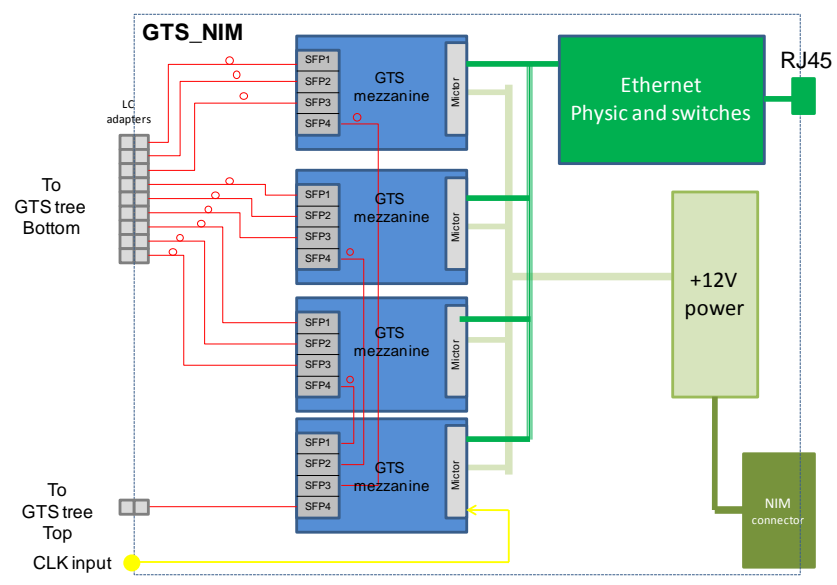 GTS_NIM
RJ45
LC
adapters
SFP1
SFP2
SFP3
SFP4
GTS
mezzanine
Mictor
Ethernet
Physic and switches
To
GTS tree
Bottom
SFP1
SFP2
SFP3
SFP4
GTS
mezzanine
Mictor
+12V
power
SFP1
SFP2
SFP3
SFP4
GTS
mezzanine
Mictor
SFP1
SFP2
SFP3
SFP4
GTS
mezzanine
Mictor
To
GTS tree
Top
NIM
connector
CLK input